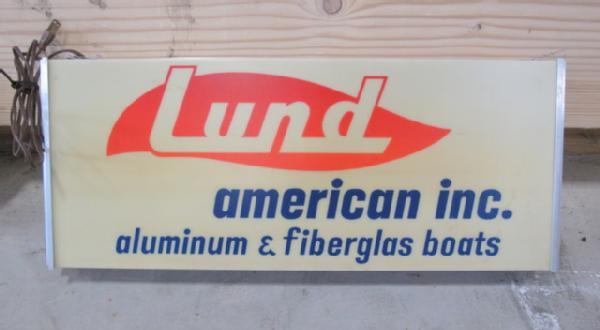 Lund
american inc.
aluminum & fiberglas boats